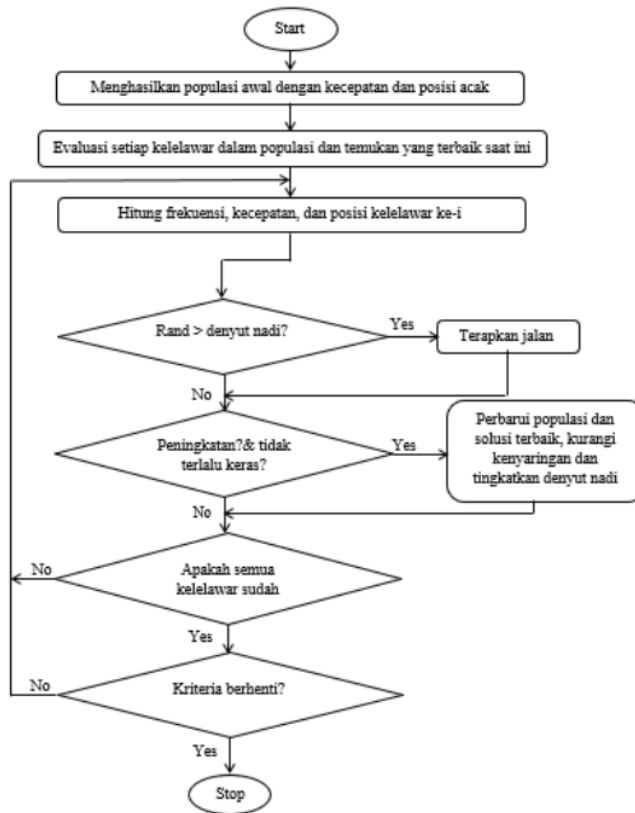 Start
Menghasilkan populasi awal dengan kecepatan dan posisi acak
Evaluasi setiap kelelawar dalam populasi dan temukan yang terbaik saat ini
Hitung frekuensi, kecepatan, dan posisi kelelawar ke-i
Rand > denyut nadi?
Yes
Terapkan jalan
No
Peningkatan?& tidak
terlalu keras?
Yes
Perbarui populasi dan
solusi terbaik, kurangi
kenyaringan dan
tingkatkan denyut nadi
No
Apakah semua
kelelawar sudah
No
Yes
Kriteria berhenti?
No
Yes
Stop